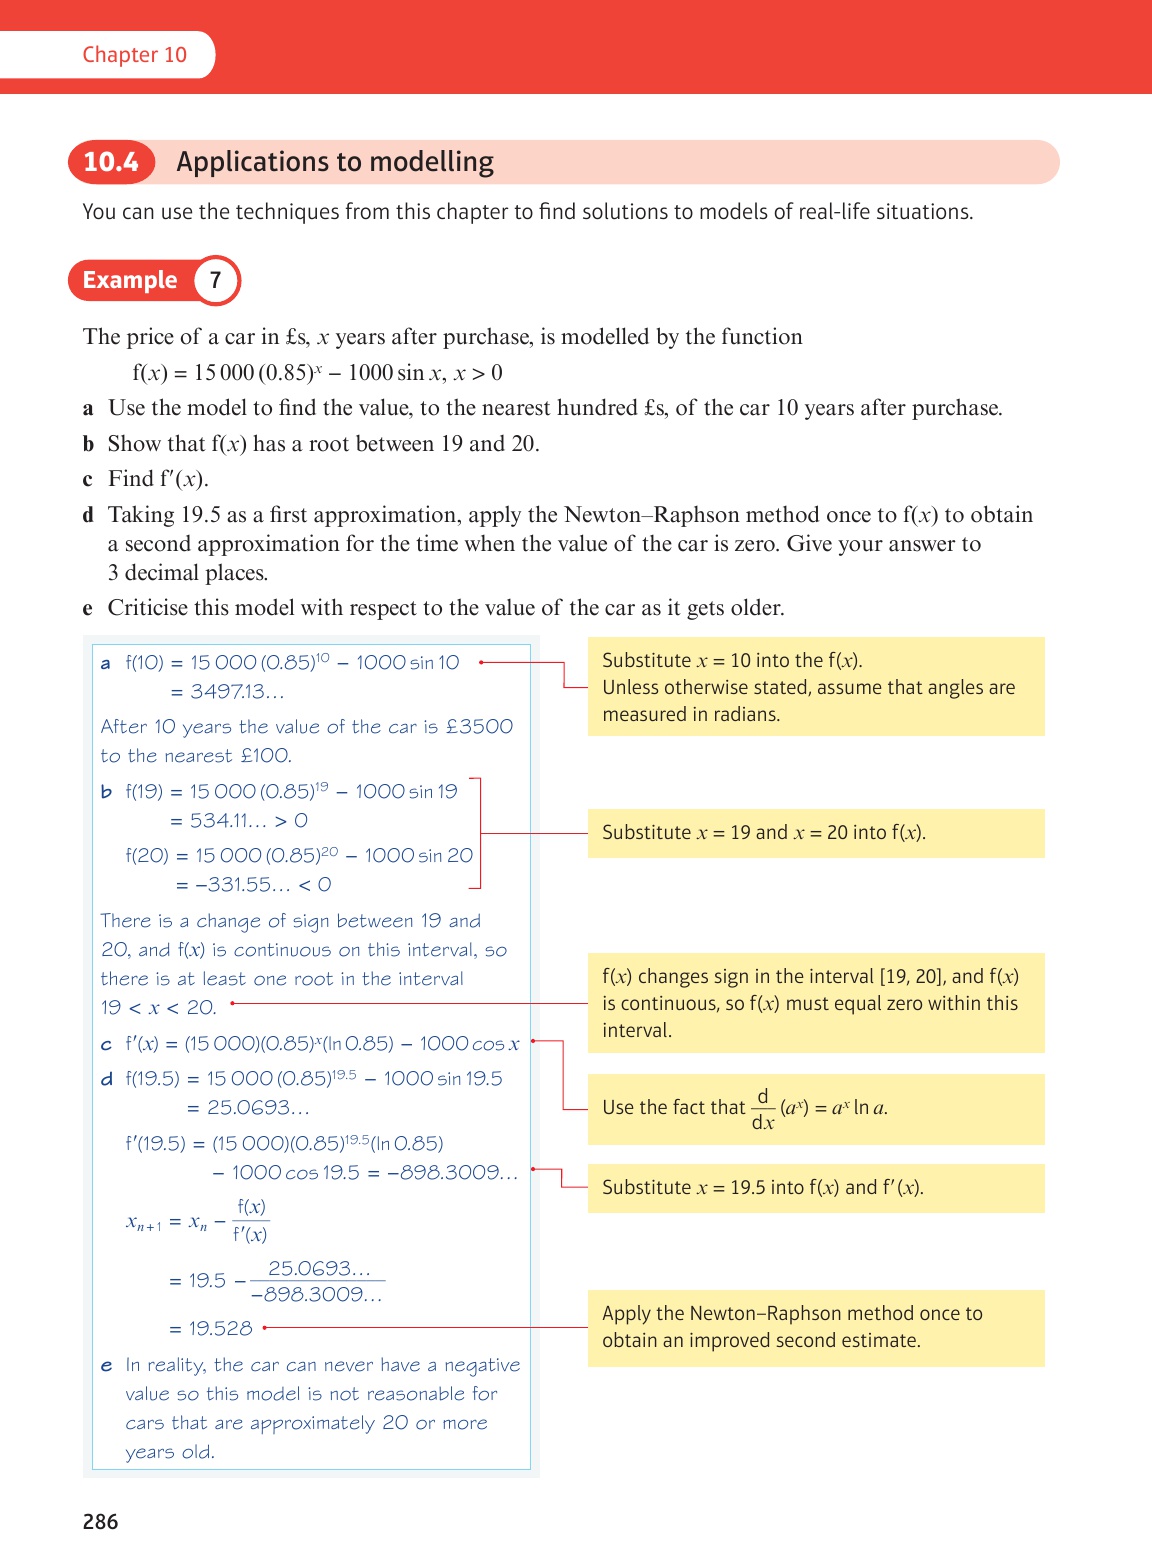 Chapter 10
10.4 Applications to modelling
You can use the techniques from this chapter to find solutions to models of real-life situations.
Example 7
The price of a car in £s, x years after purchase, is modelled by the function
f(x) = 15 000 (0.85)ˣ − 1000 sin x, x > 0
a Use the model to find the value, to the nearest hundred £s, of the car 10 years after purchase.
b Show that f(x) has a root between 19 and 20.
c Find f′(x).
d Taking 19.5 as a first approximation, apply the Newton–Raphson method once to f(x) to obtain
a second approximation for the time when the value of the car is zero. Give your answer to
3 decimal places.
e Criticise this model with respect to the value of the car as it gets older.
a f(10) = 15 000 (0.85)¹⁰ − 1000 sin 10
= 3497.13…
After 10 years the value of the car is £3500
to the nearest £100.
b f(19) = 15 000 (0.85)¹⁹ − 1000 sin 19
= 534.11… > 0
f(20) = 15 000 (0.85)²⁰ − 1000 sin 20
= −331.55… < 0
There is a change of sign between 19 and
20, and f(x) is continuous on this interval, so
there is at least one root in the interval
19 < x < 20.
c f′(x) = (15 000)(0.85)ˣ(ln 0.85) − 1000 cos x
d f(19.5) = 15 000 (0.85)¹⁹·⁵ − 1000 sin 19.5
= 25.0693…
f′(19.5) = (15 000)(0.85)¹⁹·⁵(ln 0.85)
− 1000 cos 19.5 = −898.3009…
xₙ₊₁ = xₙ − f(x)/f′(x)
= 19.5 − 25.0693…/−898.3009…
= 19.528
e In reality, the car can never have a negative
value so this model is not reasonable for
cars that are approximately 20 or more
years old.
Substitute x = 10 into the f(x).
Unless otherwise stated, assume that angles are
measured in radians.
Substitute x = 19 and x = 20 into f(x).
f(x) changes sign in the interval [19, 20], and f(x)
is continuous, so f(x) must equal zero within this
interval.
Use the fact that d/dx (aˣ) = aˣ ln a.
Substitute x = 19.5 into f(x) and f′(x).
Apply the Newton–Raphson method once to
obtain an improved second estimate.
286